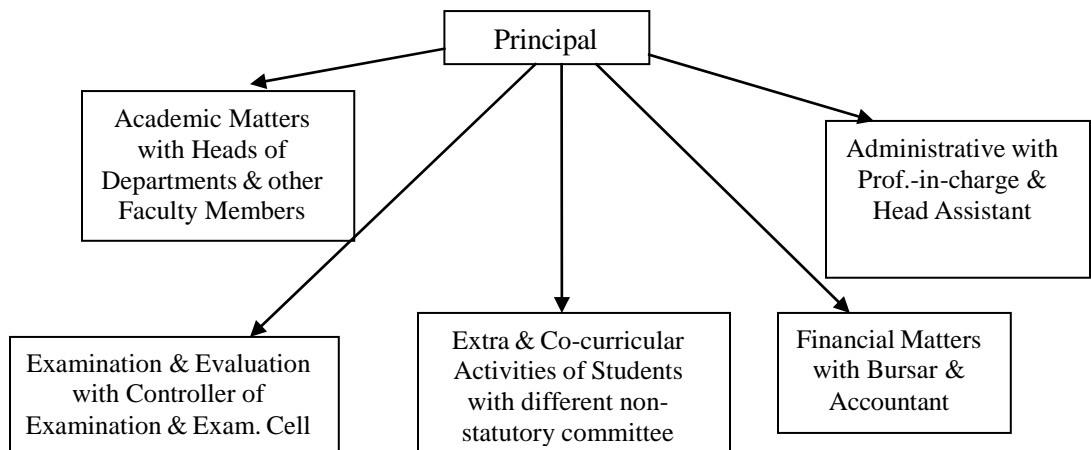 Principal
Academic Matters
with Heads of
Departments & other
Faculty Members
Administrative with
Prof.-in-charge &
Head Assistant
Examination & Evaluation
with Controller of
Examination & Exam. Cell
Extra & Co-curricular
Activities of Students
with different non-
statutory committee
Financial Matters
with Bursar &
Accountant